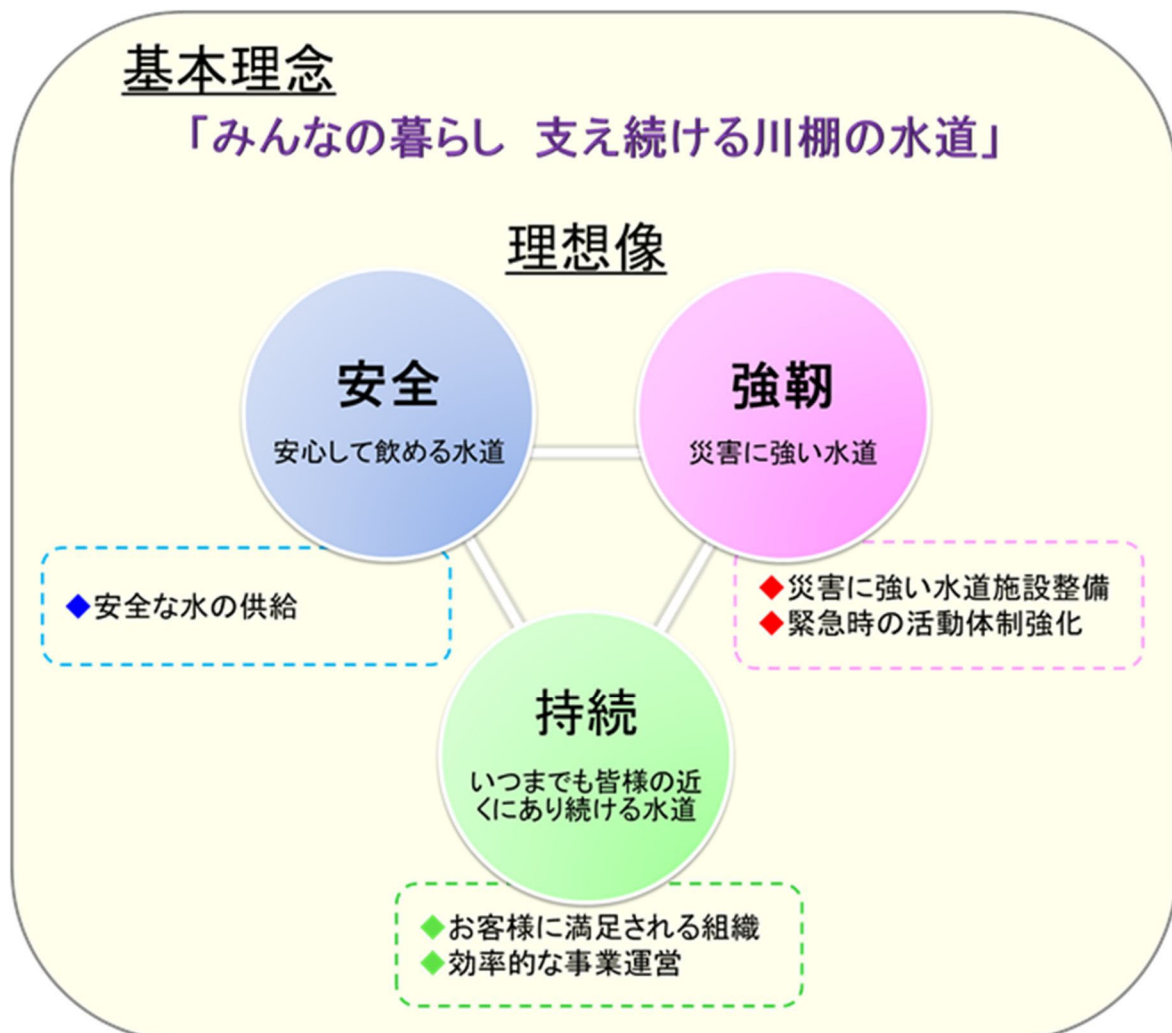 基本理念
「みんなの暮らし 支え続ける川棚の水道」
理想像
安全
安心して飲める水道
強靭
災害に強い水道
◆安全な水の供給
◆災害に強い水道施設整備
◆緊急時の活動体制強化
持続
いつまでも皆様の近
くにあり続ける水道
◆お客様に満足される組織
◆効率的な事業運営